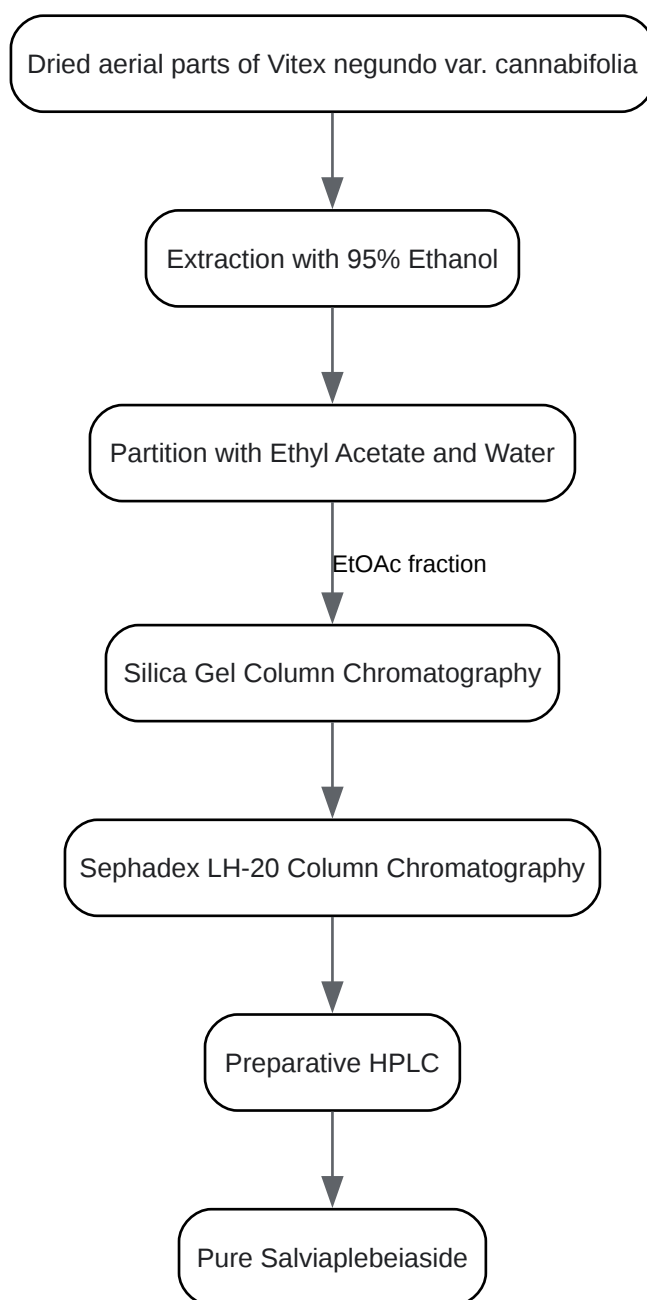 Dried aerial parts of Vitex negundo var. cannabifolia
Extraction with 95% Ethanol
Partition with Ethyl Acetate and Water
EtOAc fraction
Silica Gel Column Chromatography
Sephadex LH-20 Column Chromatography
Preparative HPLC
Pure Salviaplebeiaside